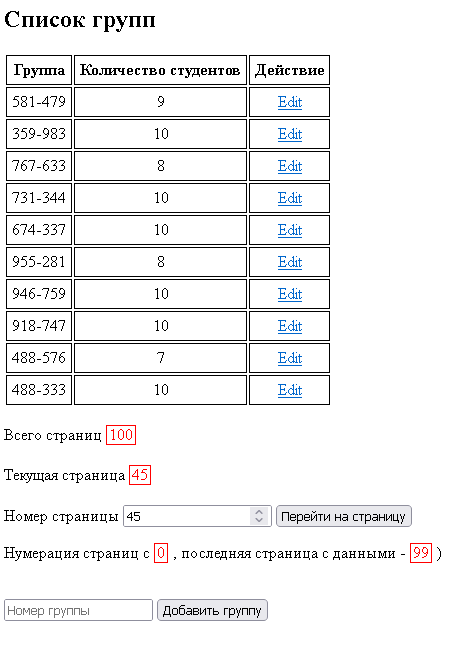 Список групп
Группа Количество студентов Действие
581-479 9 Edit
359-983 10 Edit
767-633 8 Edit
731-344 10 Edit
674-337 10 Edit
955-281 8 Edit
946-759 10 Edit
918-747 10 Edit
488-576 7 Edit
488-333 10 Edit
Всего страниц 100
Текущая страница 45
Номер страницы 45 Перейти на страницу
Нумерация страниц с 0 , последняя страница с данными - 99 )
Номер группы Добавить группу